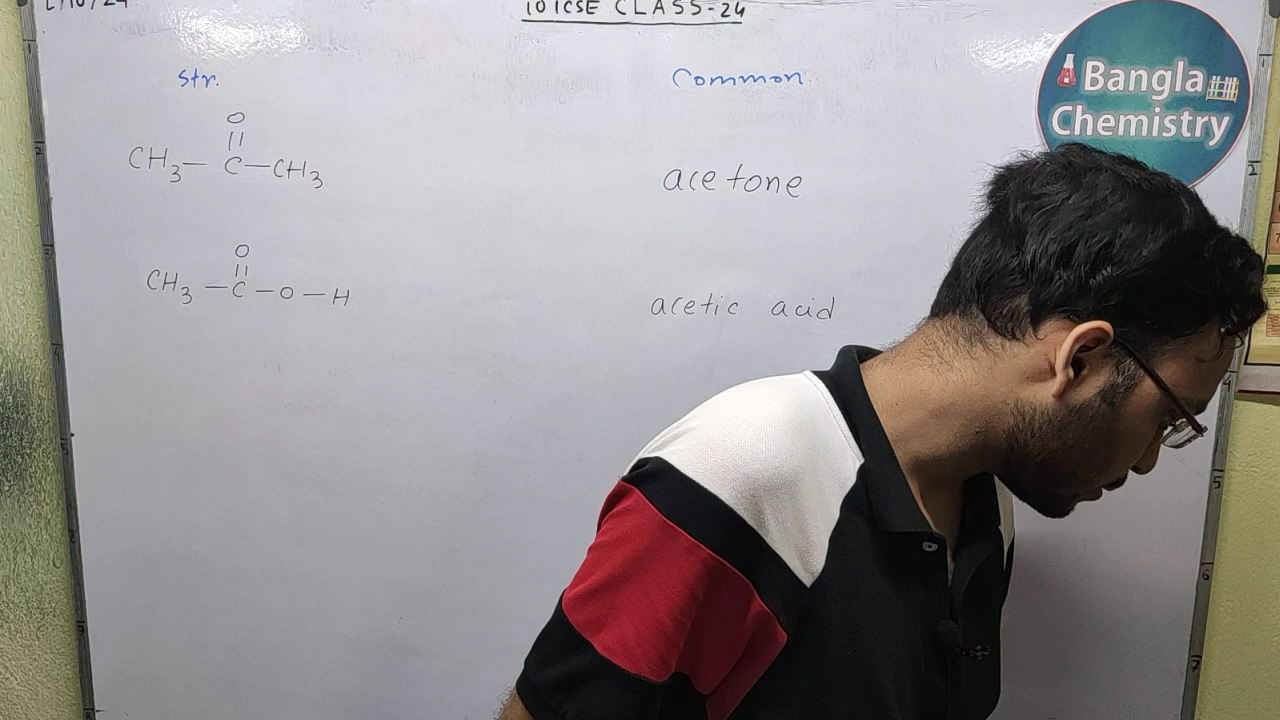 10 ICSE CLASS-24
Str.
Common
O
||
CH3— C—CH3
acetone
O
||
CH3 —C—O—H
acetic acid
Bangla
Chemistry